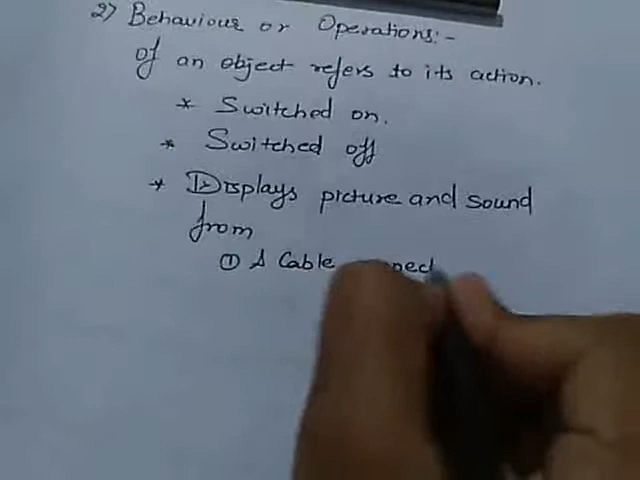 2) Behaviour or Operations:-
of an object refers to its action.
* Switched on.
* Switched off
* Displays picture and sound
from
① A Cable